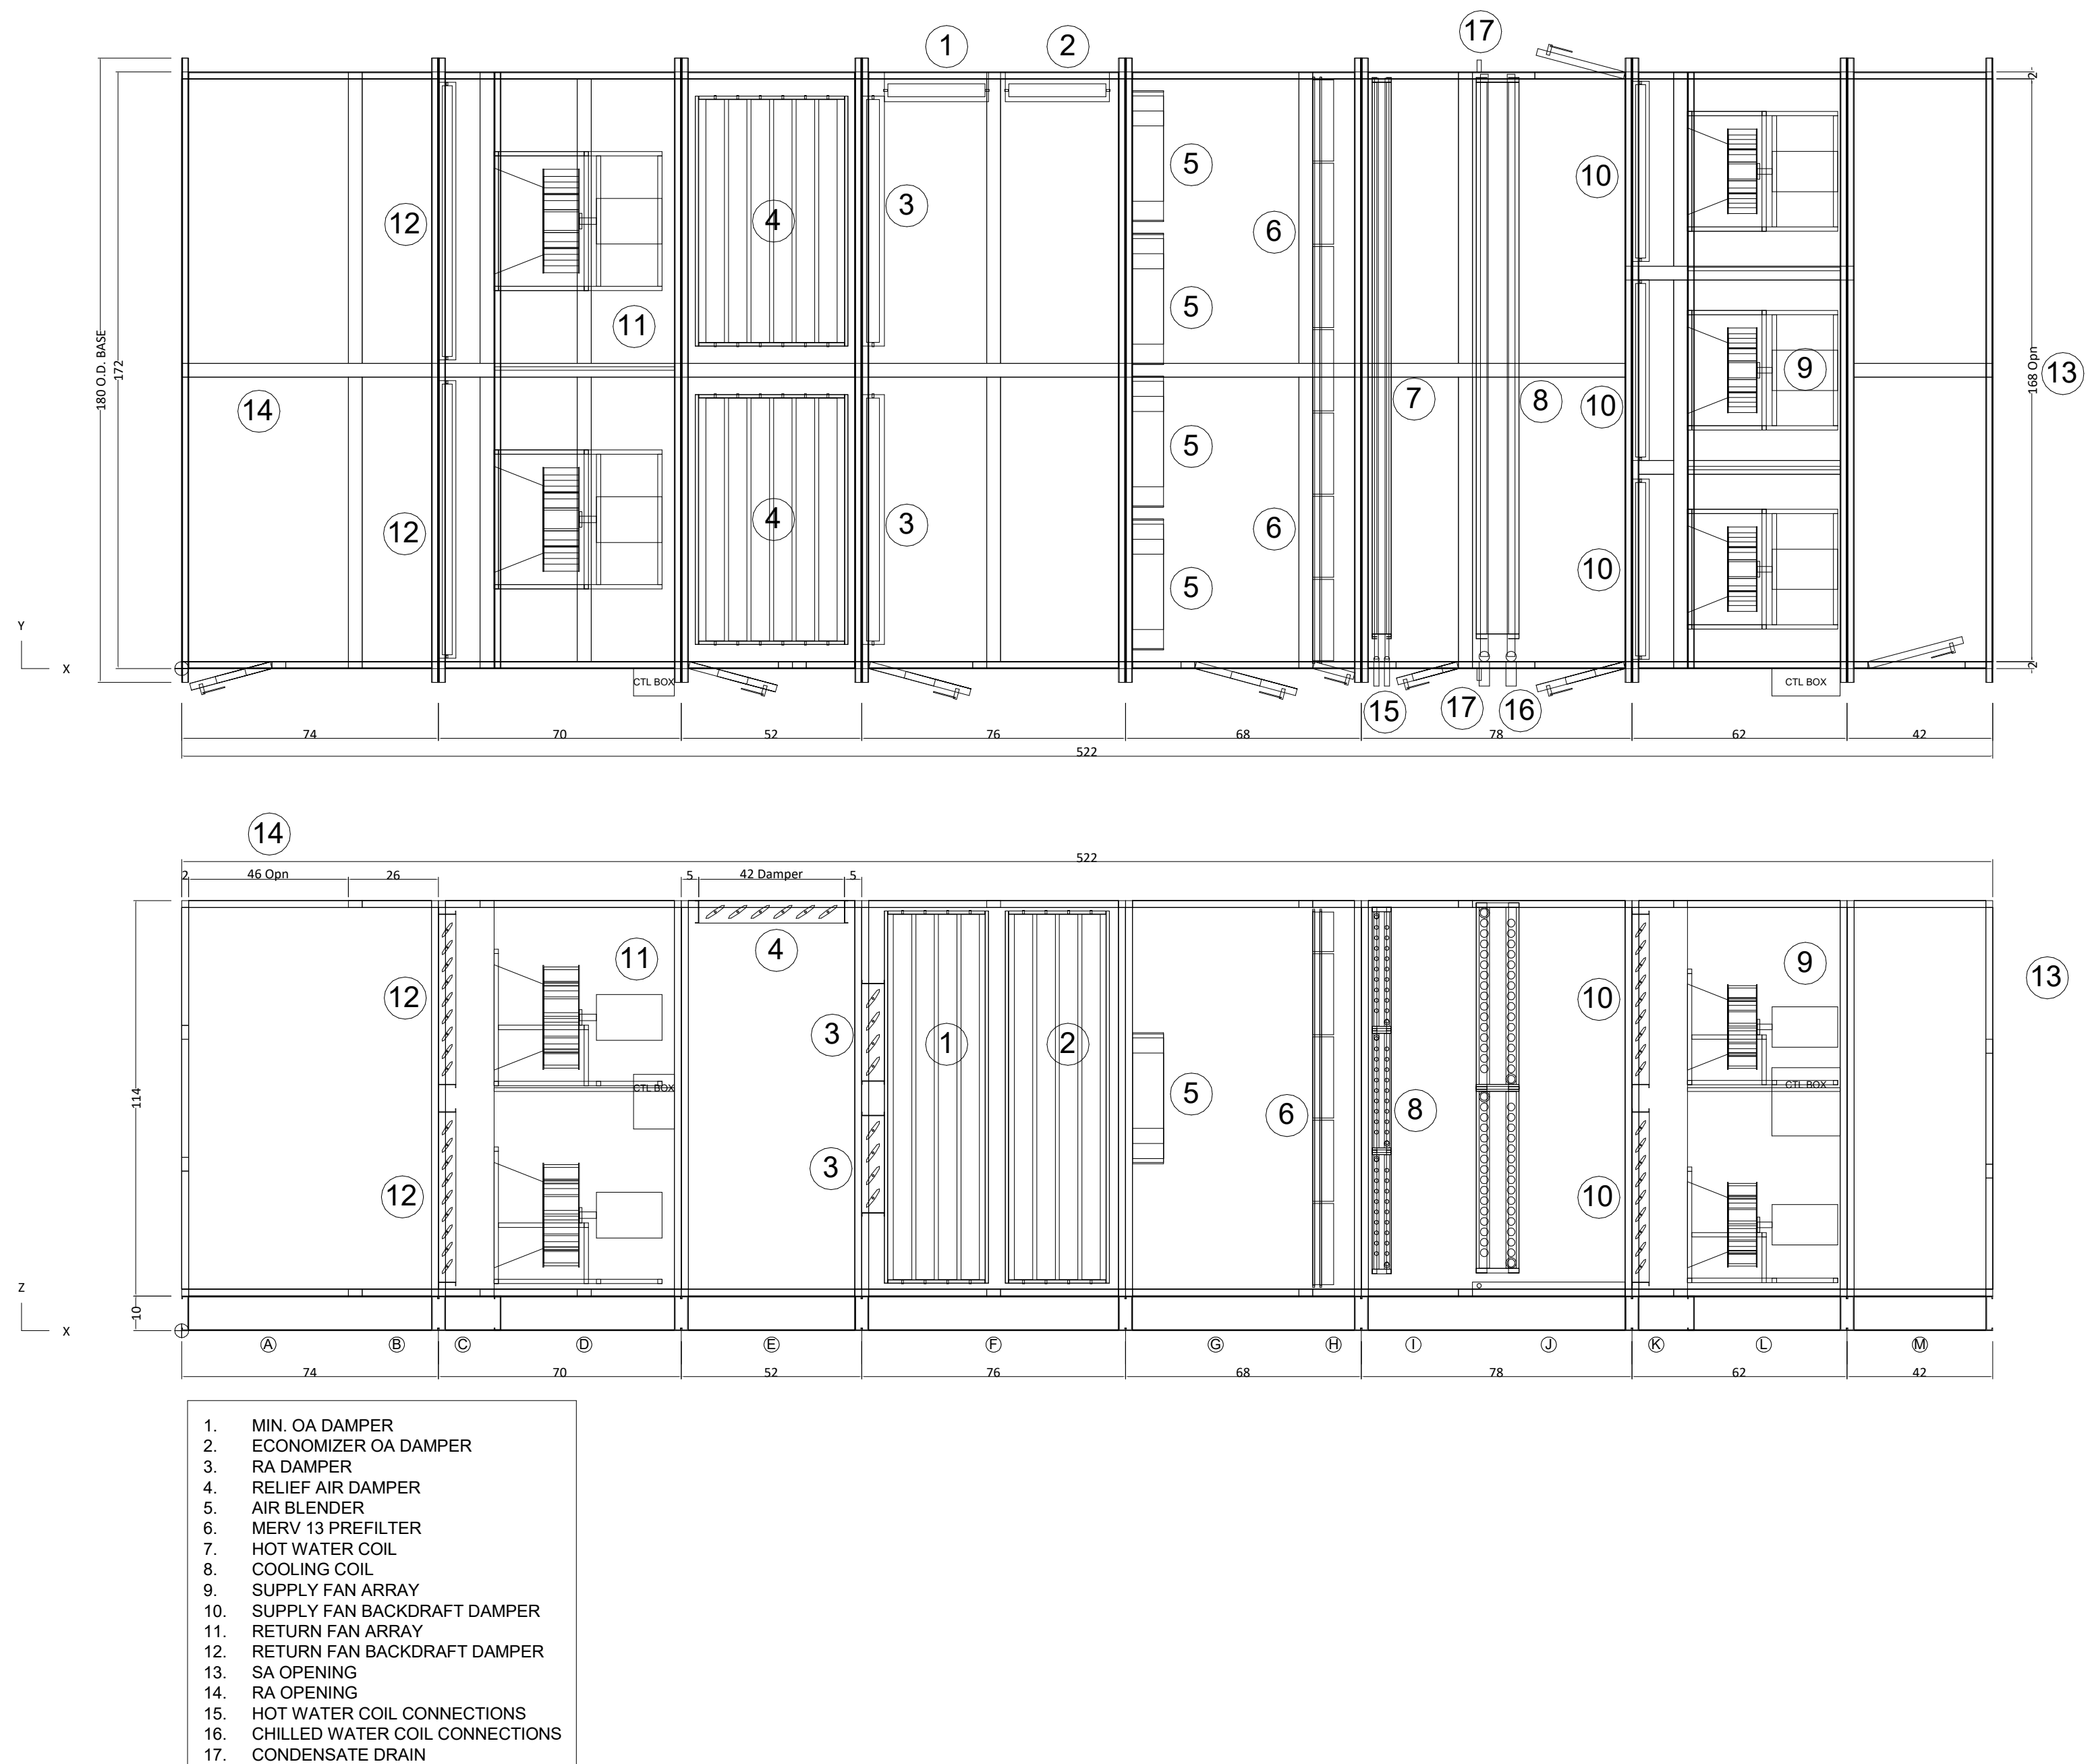 1
2
17
2
10
5
12
4
3
6
11
5
9
10
168 Opn
13
180 O.D. BASE
172
14
7
8
5
12
4
3
6
5
10
Y
X
2
CTL BOX
CTL BOX
15
17
16
74
70
52
76
68
78
62
42
522
14
522
2
46 Opn
26
5
42 Damper
5
4
11
9
12
10
13
3
1
2
114
CTL BOX
CTL BOX
5
8
6
3
12
10
Z
10
X
A
B
C
D
E
F
G
H
I
J
K
L
M
74
70
52
76
68
78
62
42
1. MIN. OA DAMPER
2. ECONOMIZER OA DAMPER
3. RA DAMPER
4. RELIEF AIR DAMPER
5. AIR BLENDER
6. MERV 13 PREFILTER
7. HOT WATER COIL
8. COOLING COIL
9. SUPPLY FAN ARRAY
10. SUPPLY FAN BACKDRAFT DAMPER
11. RETURN FAN ARRAY
12. RETURN FAN BACKDRAFT DAMPER
13. SA OPENING
14. RA OPENING
15. HOT WATER COIL CONNECTIONS
16. CHILLED WATER COIL CONNECTIONS
17. CONDENSATE DRAIN